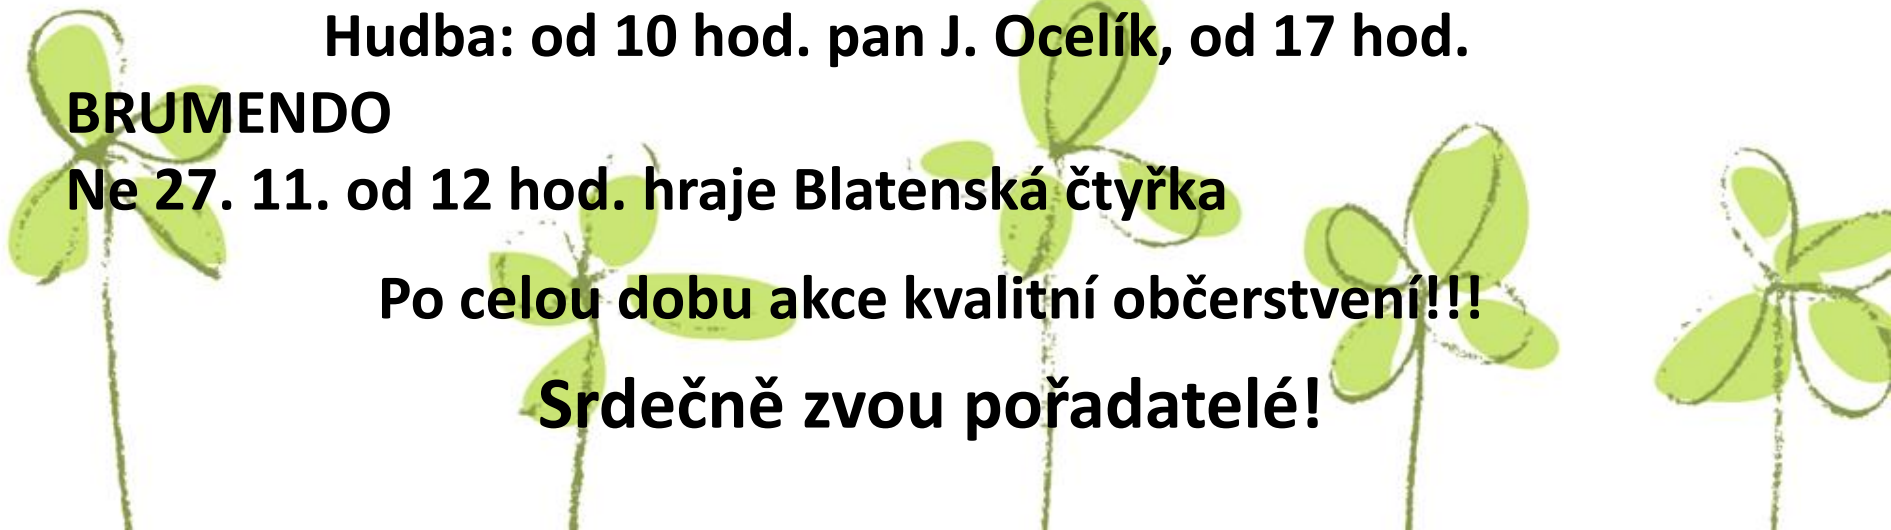 Hudba: od 10 hod. pan J. Ocelík, od 17 hod.
BRUMENDO
Ne 27. 11. od 12 hod. hraje Blatenská čtyřka
Po celou dobu akce kvalitní občerstvení!!!
Srdečně zvou pořadatelé!